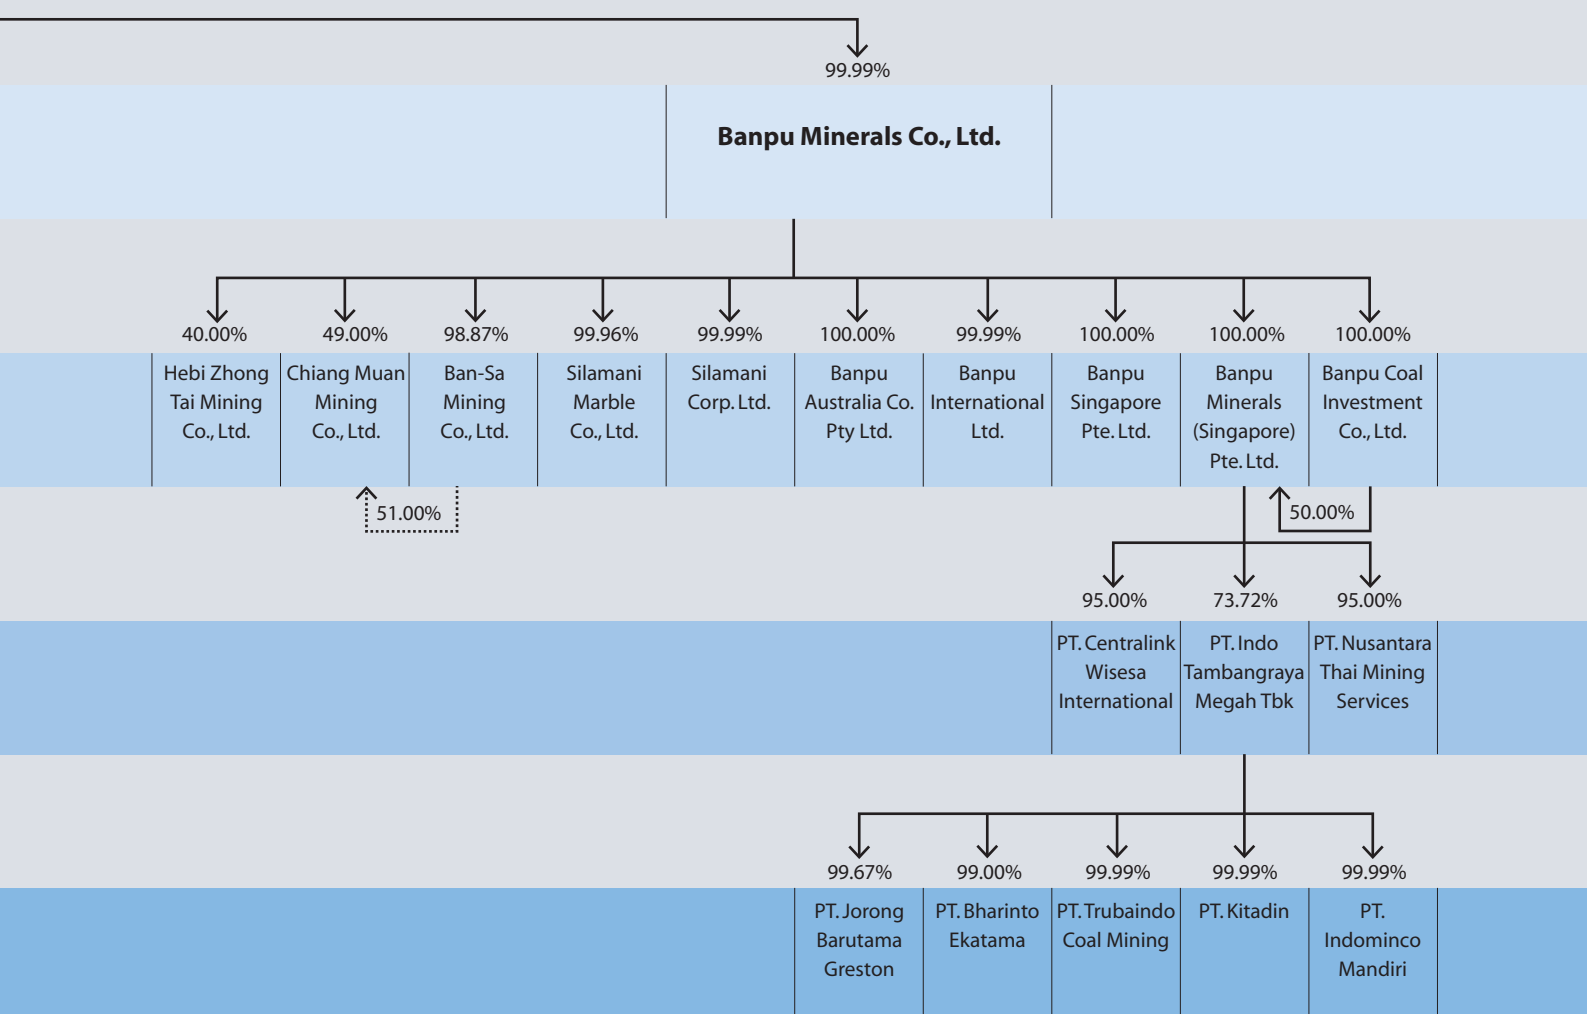 99.99%
Banpu Minerals Co., Ltd.
40.00%
49.00%
98.87%
99.96%
99.99%
100.00%
99.99%
100.00%
100.00%
100.00%
Hebi Zhong
Tai Mining
Co., Ltd.
Chiang Muan
Mining
Co., Ltd.
Ban-Sa
Mining
Co., Ltd.
Silamani
Marble
Co., Ltd.
Silamani
Corp. Ltd.
Banpu
Australia Co.
Pty Ltd.
Banpu
International
Ltd.
Banpu
Singapore
Pte. Ltd.
Banpu
Minerals
(Singapore)
Pte. Ltd.
Banpu Coal
Investment
Co., Ltd.
51.00%
50.00%
95.00%
73.72%
95.00%
PT. Centralink
Wisesa
International
PT. Indo
Tambangraya
Megah Tbk
PT. Nusantara
Thai Mining
Services
99.67%
99.00%
99.99%
99.99%
99.99%
PT. Jorong
Barutama
Greston
PT. Bharinto
Ekatama
PT. Trubaindo
Coal Mining
PT. Kitadin
PT.
Indominco
Mandiri